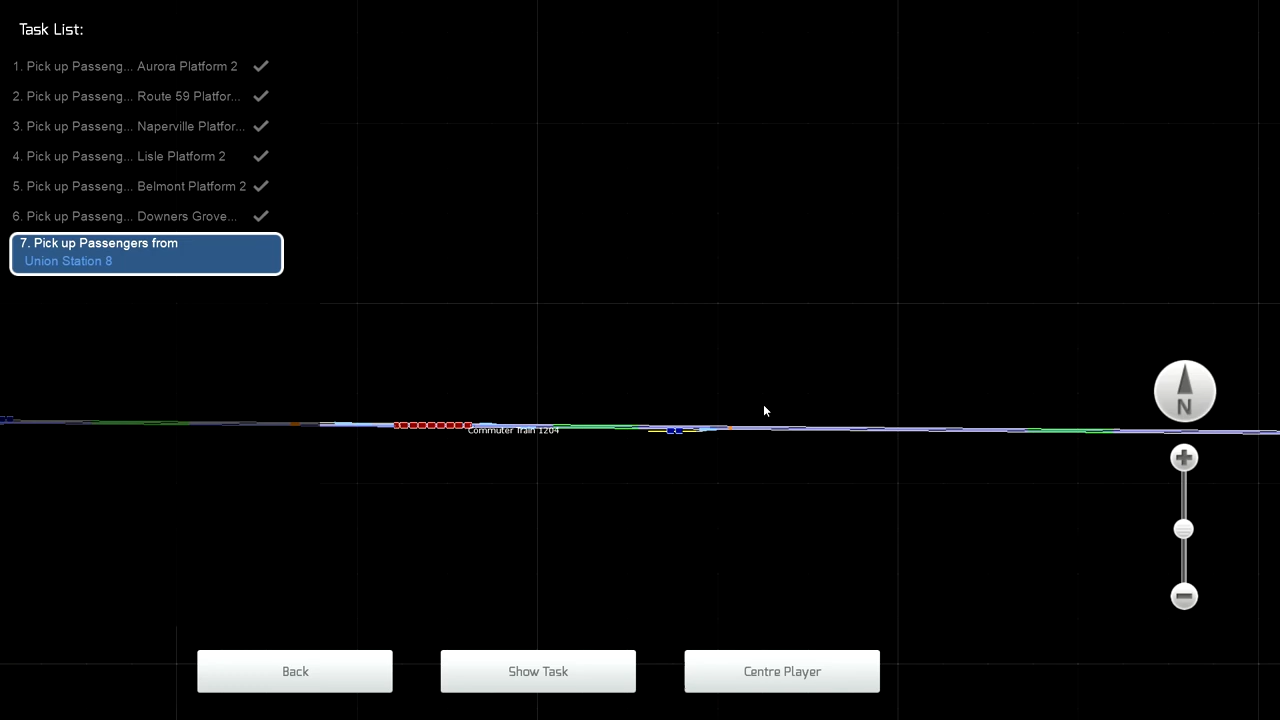 Task List:
1. Pick up Passeng... Aurora Platform 2
2. Pick up Passeng... Route 59 Platfor...
3. Pick up Passeng... Naperville Platfor...
4. Pick up Passeng... Lisle Platform 2
5. Pick up Passeng... Belmont Platform 2
6. Pick up Passeng... Downers Grove...
7. Pick up Passengers from
Union Station 8
Commuter Train 1204
N
Back
Show Task
Centre Player